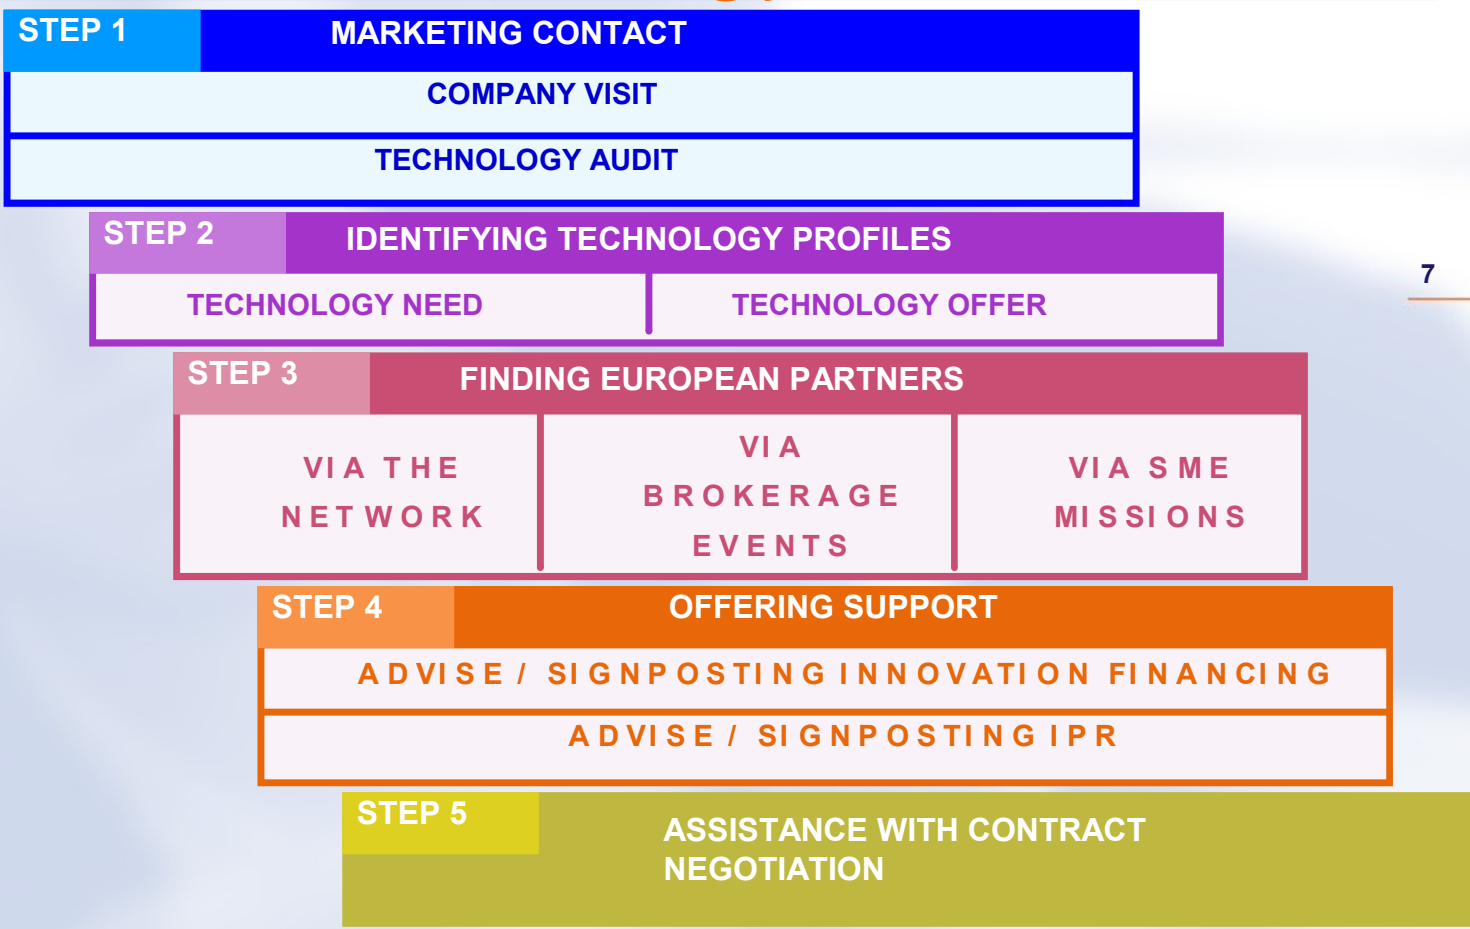 STEP 1
MARKETING CONTACT
COMPANY VISIT
TECHNOLOGY AUDIT
STEP 2
IDENTIFYING TECHNOLOGY PROFILES
TECHNOLOGY NEED
TECHNOLOGY OFFER
7
STEP 3
FINDING EUROPEAN PARTNERS
VIA THE
NETWORK
VIA
BROKERAGE
EVENTS
VIA SME
MISSIONS
STEP 4
OFFERING SUPPORT
ADVISE / SIGNPOSTING INNOVATION FINANCING
ADVISE / SIGNPOSTING IPR
STEP 5
ASSISTANCE WITH CONTRACT
NEGOTIATION